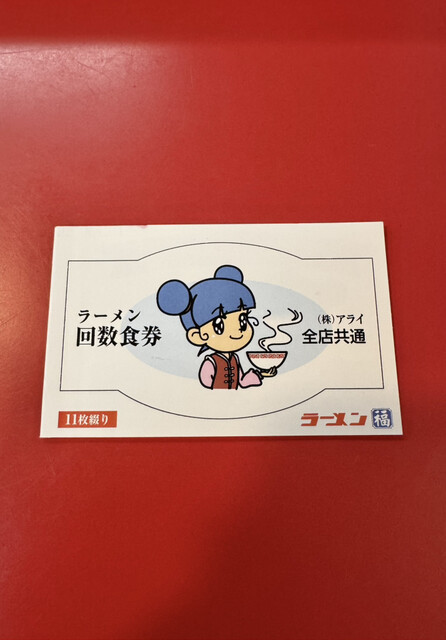 ラーメン
回数食券
(株)アライ
全店共通
11枚綴り
ラーメン 福